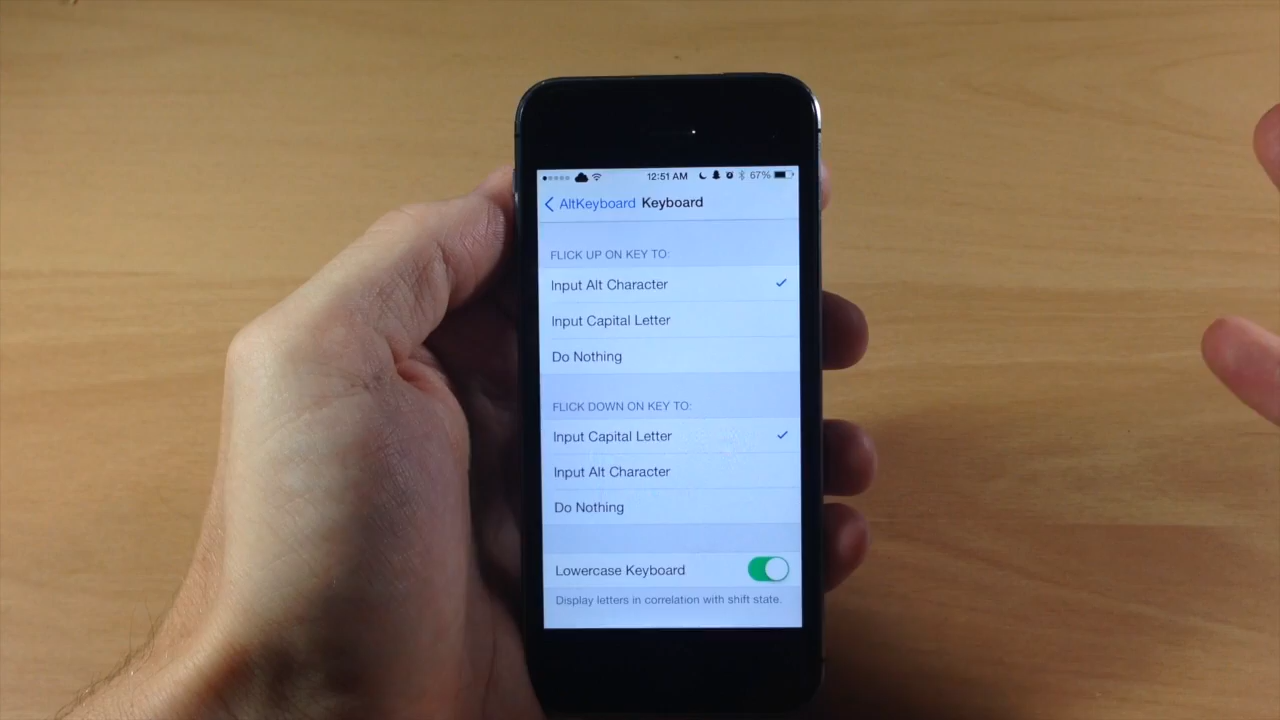 12:51 AM 67%
AltKeyboard Keyboard
FLICK UP ON KEY TO:
Input Alt Character
Input Capital Letter
Do Nothing
FLICK DOWN ON KEY TO:
Input Capital Letter
Input Alt Character
Do Nothing
Lowercase Keyboard
Display letters in correlation with shift state.